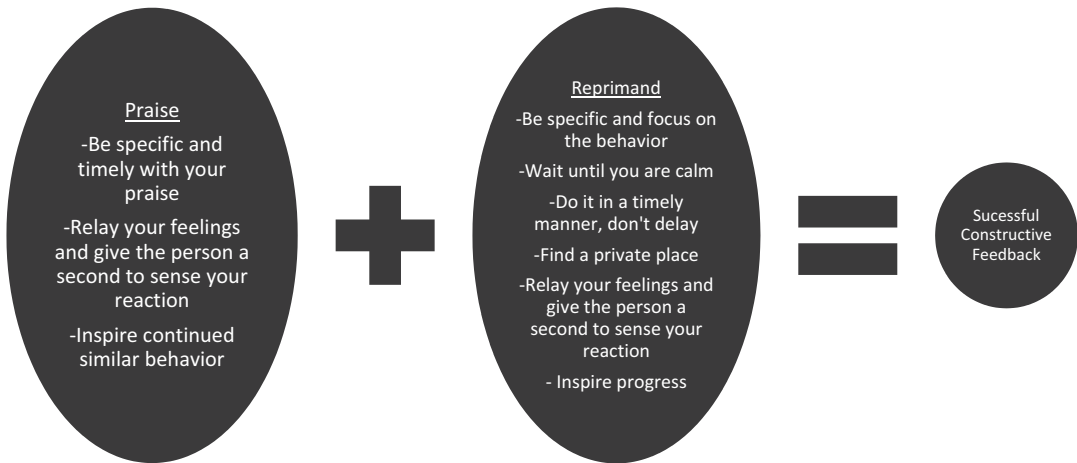 Praise
-Be specific and
timely with your
praise
-Relay your feelings
and give the person a
second to sense your
reaction
-Inspire continued
similar behavior
Reprimand
-Be specific and focus on
the behavior
-Wait until you are calm
-Do it in a timely
manner, don't delay
-Find a private place
-Relay your feelings and
give the person a
second to sense your
reaction
- Inspire progress
Sucessful
Constructive
Feedback